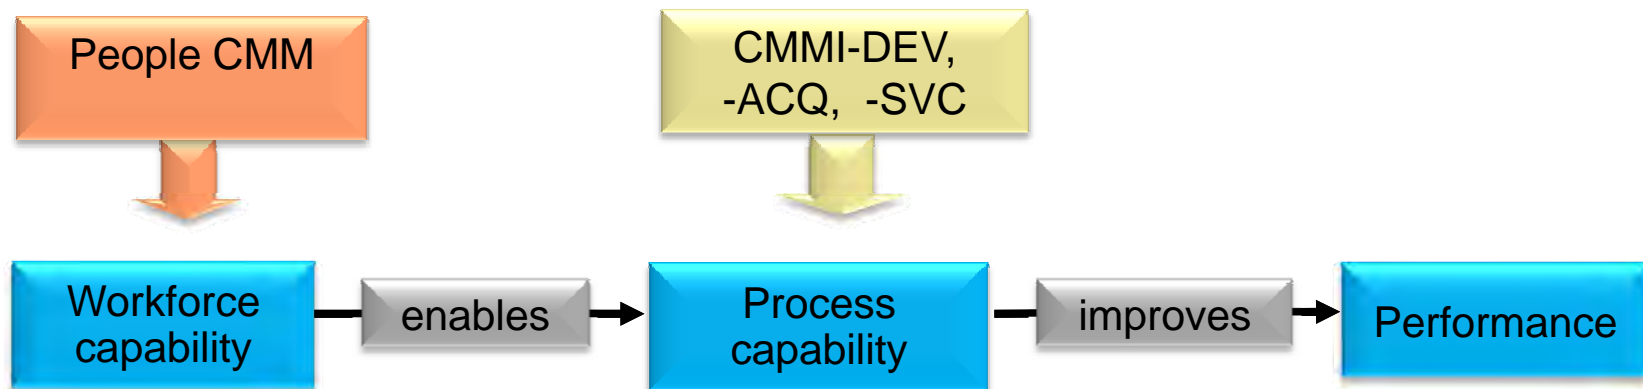 People CMM
CMMI-DEV,
-ACQ, -SVC
Workforce
capability
enables
Process
capability
improves
Performance